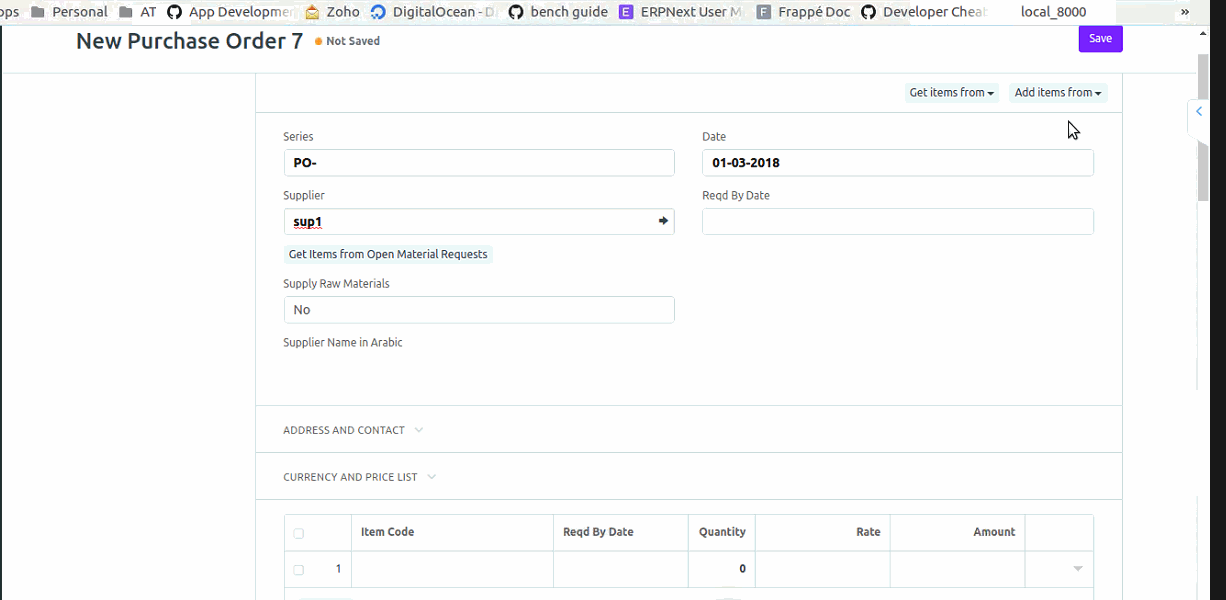 ops Personal AT App Developmer Zoho DigitalOcean - D bench guide E ERPNext User M F Frappé Doc Developer Chea local_8000 »
New Purchase Order 7 Not Saved Save
Get items from Add items from
Series Date
PO- 01-03-2018
Supplier Reqd By Date
sup1
Get Items from Open Material Requests
Supply Raw Materials
No
Supplier Name in Arabic
ADDRESS AND CONTACT
CURRENCY AND PRICE LIST
Item Code Reqd By Date Quantity Rate Amount
1 0